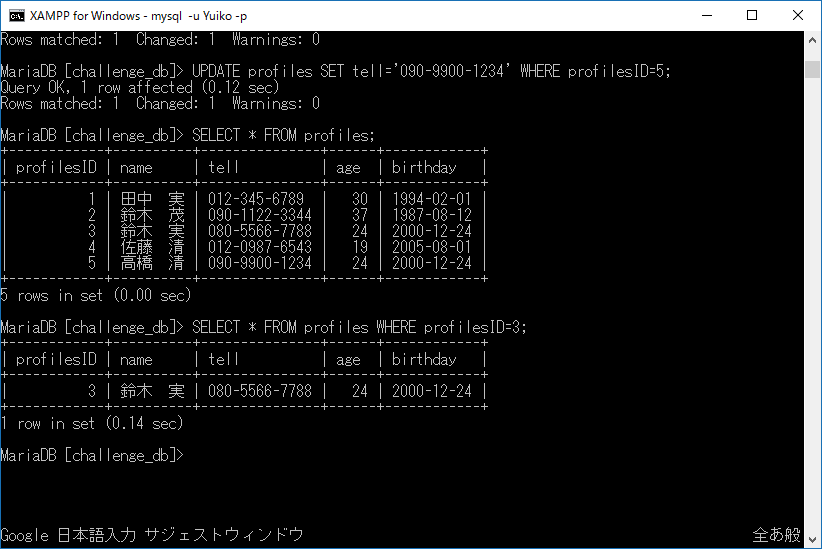 XAMPP for Windows - mysql -u Yuiko -p
Rows matched: 1  Changed: 1  Warnings: 0
MariaDB [challenge_db]> UPDATE profiles SET tell='090-9900-1234' WHERE profilesID=5;
Query OK, 1 row affected (0.12 sec)
Rows matched: 1  Changed: 1  Warnings: 0
MariaDB [challenge_db]> SELECT * FROM profiles;
+------------+-----------+---------------+------+------------+
| profilesID | name      | tell          | age  | birthday   |
+------------+-----------+---------------+------+------------+
|          1 | 田中　実 | 012-345-6789  |   30 | 1994-02-01 |
|          2 | 鈴木　茂 | 090-1122-3344 |   37 | 1987-08-12 |
|          3 | 鈴木　実 | 080-5566-7788 |   24 | 2000-12-24 |
|          4 | 佐藤　清 | 012-0987-6543 |   19 | 2005-08-01 |
|          5 | 高橋　清 | 090-9900-1234 |   24 | 2000-12-24 |
+------------+-----------+---------------+------+------------+
5 rows in set (0.00 sec)
MariaDB [challenge_db]> SELECT * FROM profiles WHERE profilesID=3;
+------------+-----------+---------------+------+------------+
| profilesID | name      | tell          | age  | birthday   |
+------------+-----------+---------------+------+------------+
|          3 | 鈴木　実 | 080-5566-7788 |   24 | 2000-12-24 |
+------------+-----------+---------------+------+------------+
1 row in set (0.14 sec)
MariaDB [challenge_db]>
Google 日本語入力 サジェストウィンドウ 全あ般